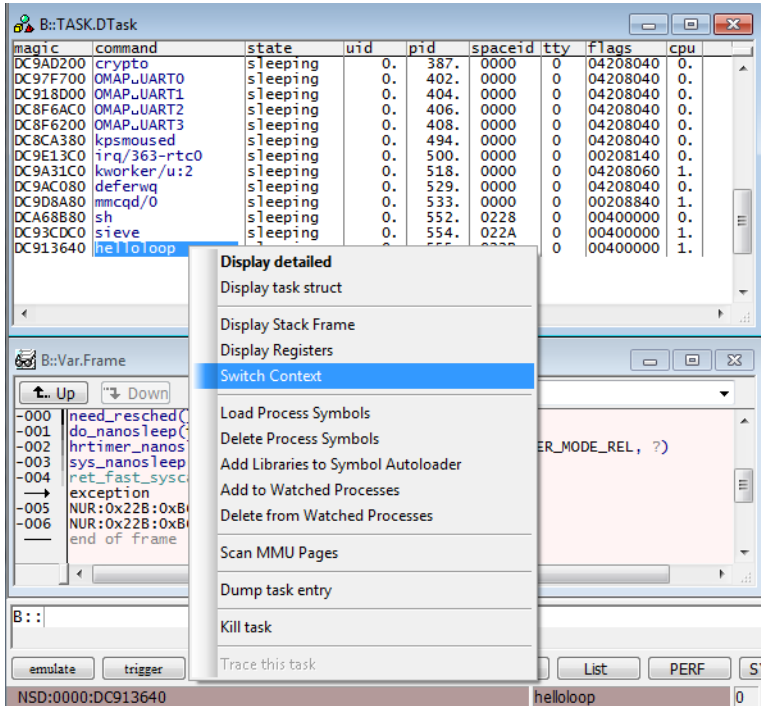 B::TASK.DTask
magic command state uid pid spaceid tty flags cpu
DC9AD200 crypto sleeping 0. 387. 0000 0 04208040 0.
DC97F700 OMAP␣UART0 sleeping 0. 402. 0000 0 04208040 0.
DC918D00 OMAP␣UART1 sleeping 0. 404. 0000 0 04208040 0.
DC8F6AC0 OMAP␣UART2 sleeping 0. 406. 0000 0 04208040 0.
DC8F6200 OMAP␣UART3 sleeping 0. 408. 0000 0 04208040 0.
DC8CA380 kpsmoused sleeping 0. 494. 0000 0 04208040 0.
DC9E13C0 irq/363-rtc0 sleeping 0. 500. 0000 0 00208140 0.
DC9A31C0 kworker/u:2 sleeping 0. 518. 0000 0 04208060 1.
DC9AC080 deferwq sleeping 0. 529. 0000 0 04208040 0.
DC9D8A80 mmcqd/0 sleeping 0. 533. 0000 0 00208840 1.
DCA68B80 sh sleeping 0. 552. 0228 0 00400000 0.
DC93CDC0 sieve sleeping 0. 554. 022A 0 00400000 1.
DC913640 helloloop 0 00400000 1.
Display detailed
Display task struct
Display Stack Frame
Display Registers
Switch Context
Load Process Symbols
Delete Process Symbols
Add Libraries to Symbol Autoloader
Add to Watched Processes
Delete from Watched Processes
Scan MMU Pages
Dump task entry
Kill task
Trace this task
B::Var.Frame
Up Down
-000 need_resched(
-001 do_nanosleep(
-002 hrtimer_nanos ER_MODE_REL, ?)
-003 sys_nanosleep
-004 ret_fast_sysc
exception
-005 NUR:0x22B:0xB
-006 NUR:0x22B:0xB
end of frame
B::
emulate trigger List PERF
NSD:0000:DC913640 helloloop 0